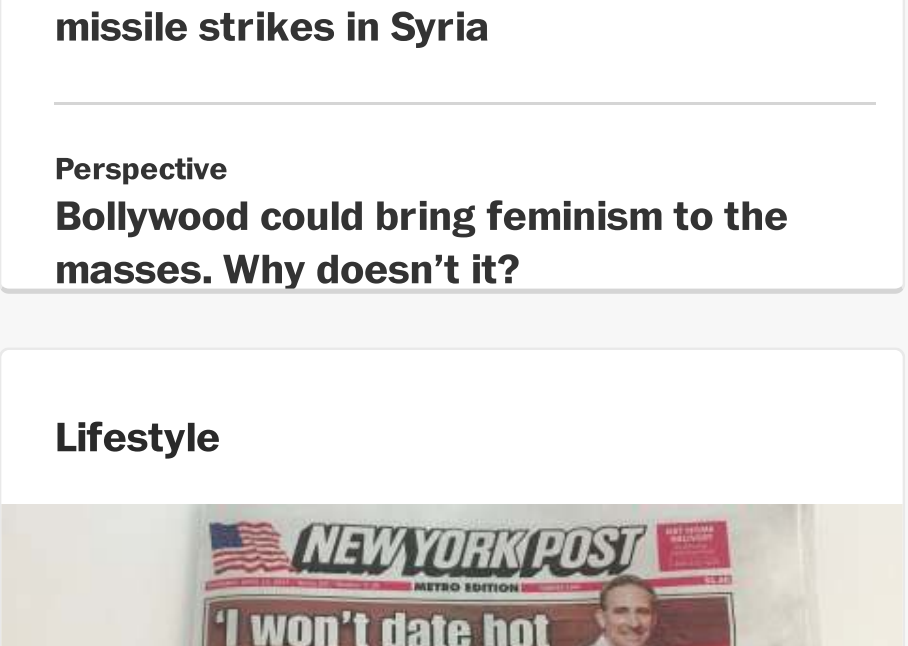 missile strikes in Syria
Perspective
Bollywood could bring feminism to the
masses. Why doesn’t it?
Lifestyle
NEW YORK POST
METRO EDITION
‘I won’t date hot